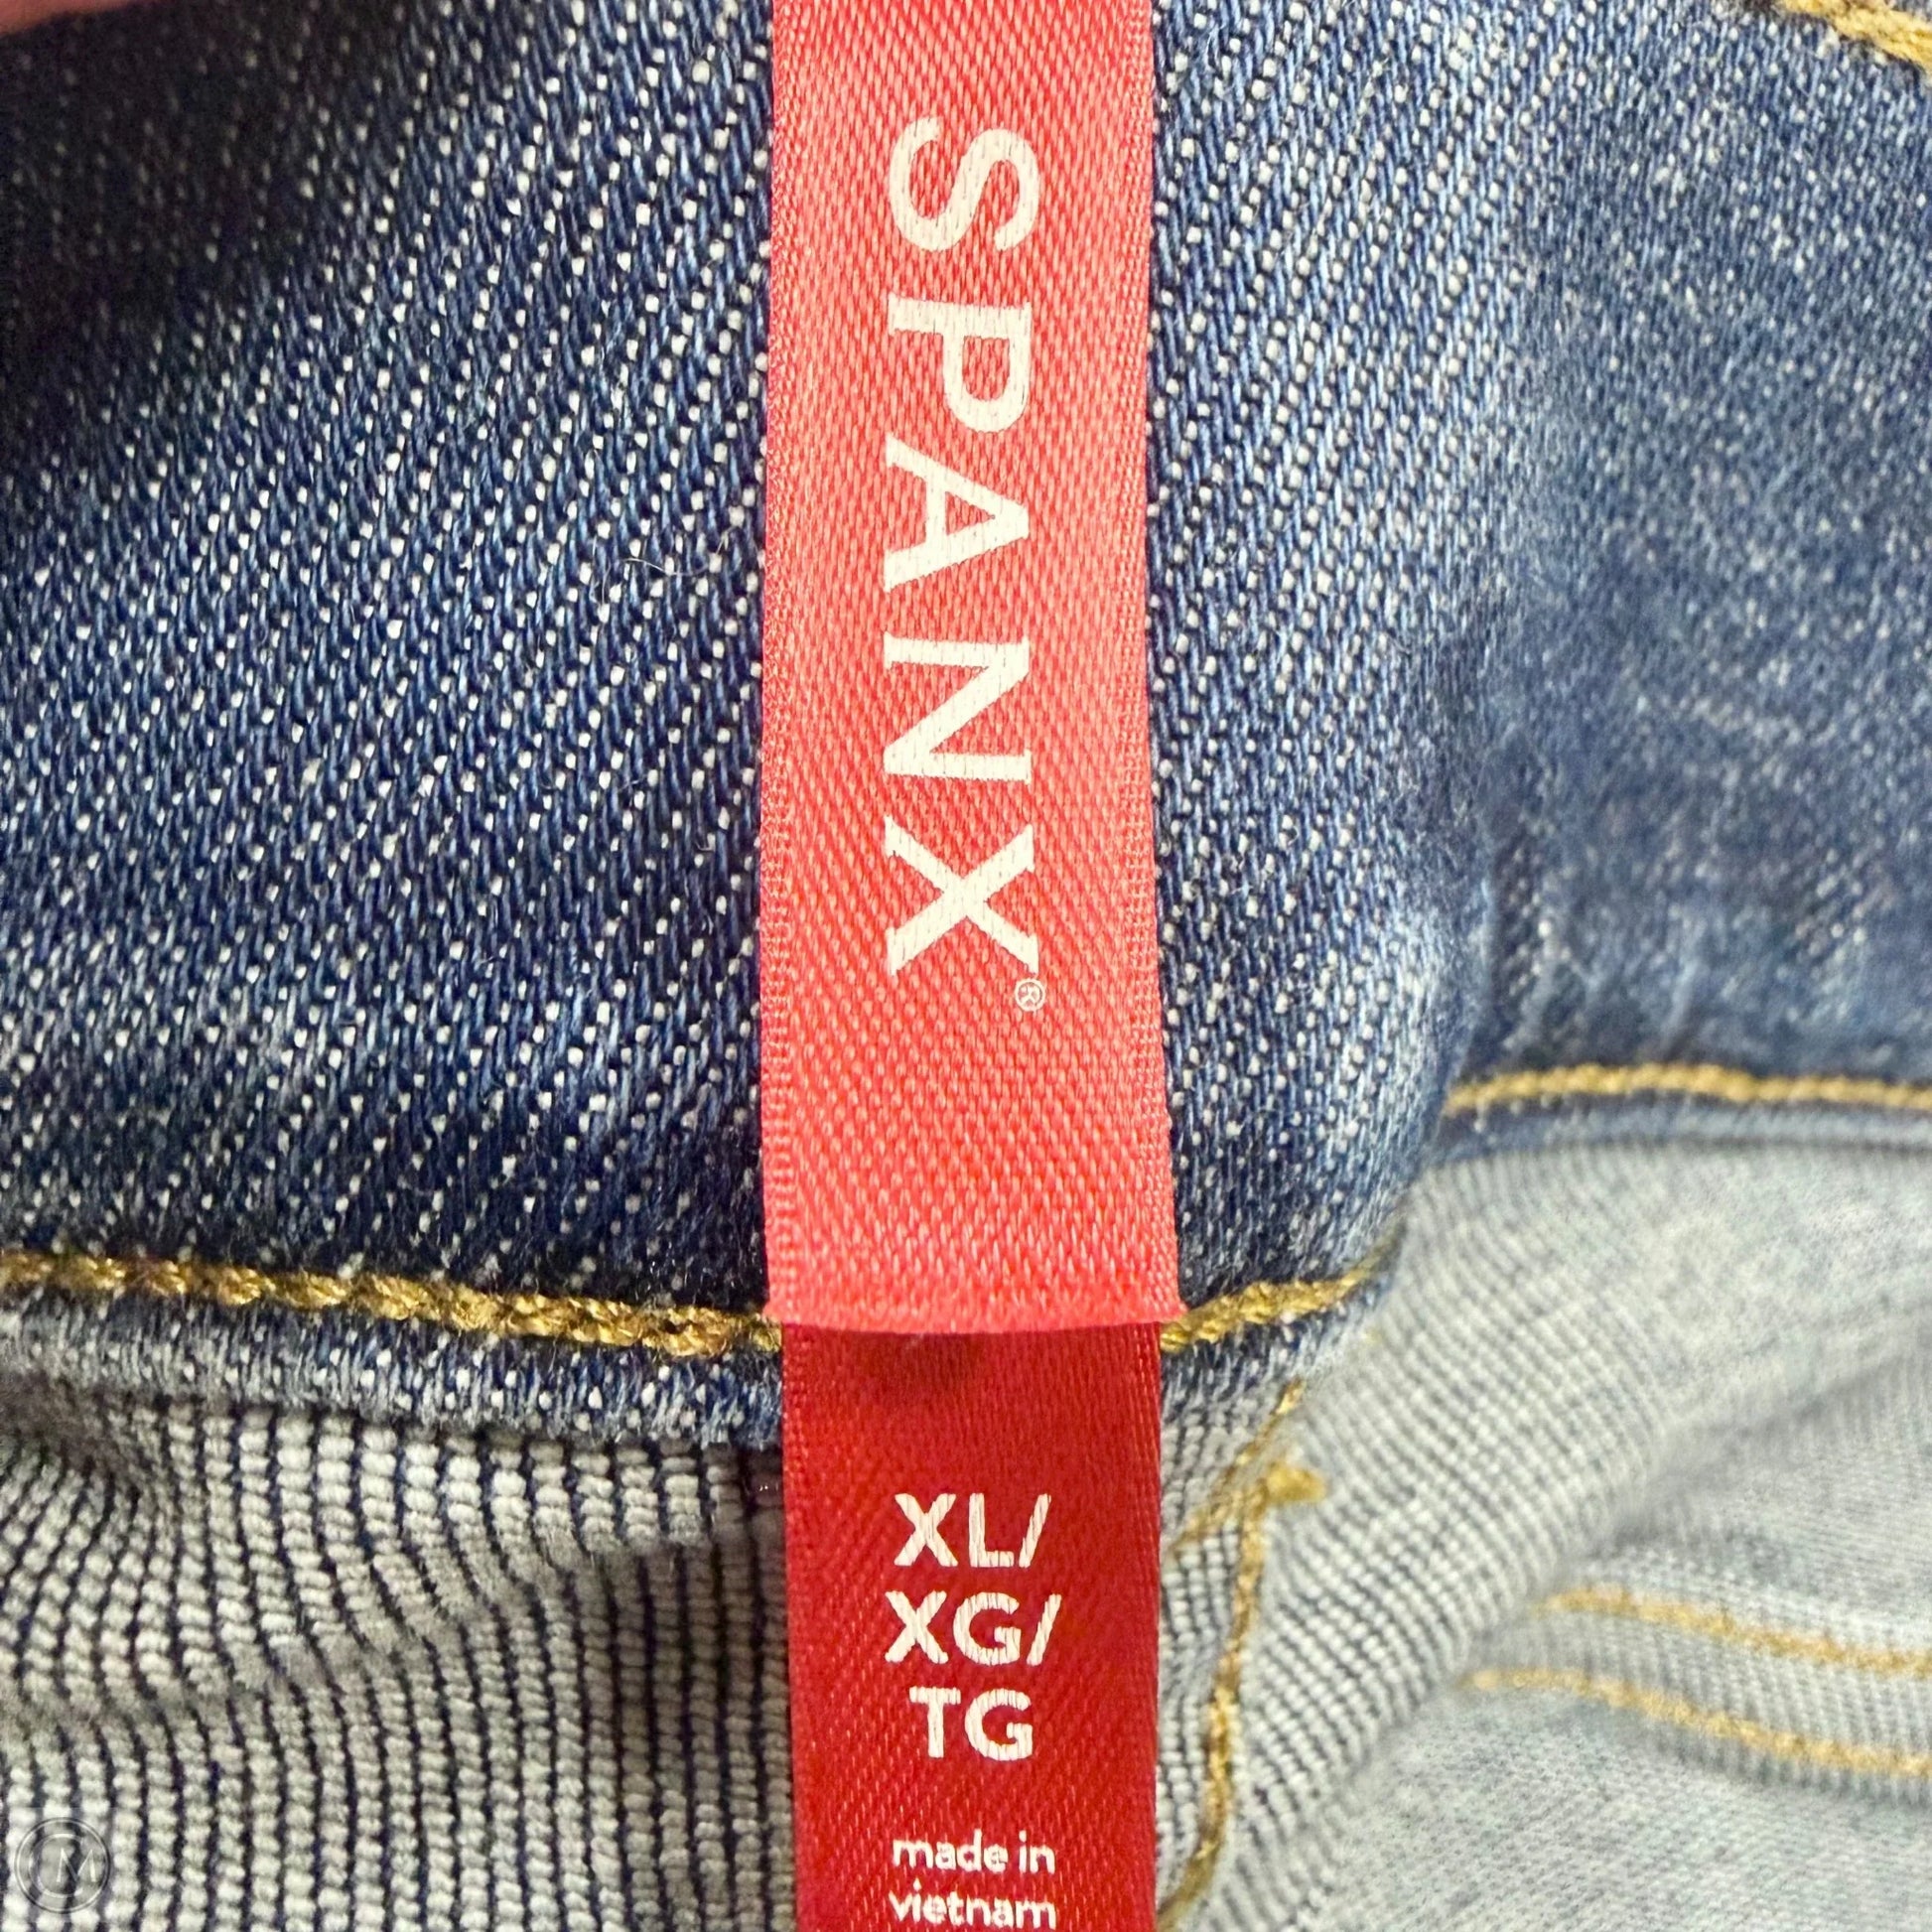 SPANX®
XL/
XG/
TG
made in
vietnam